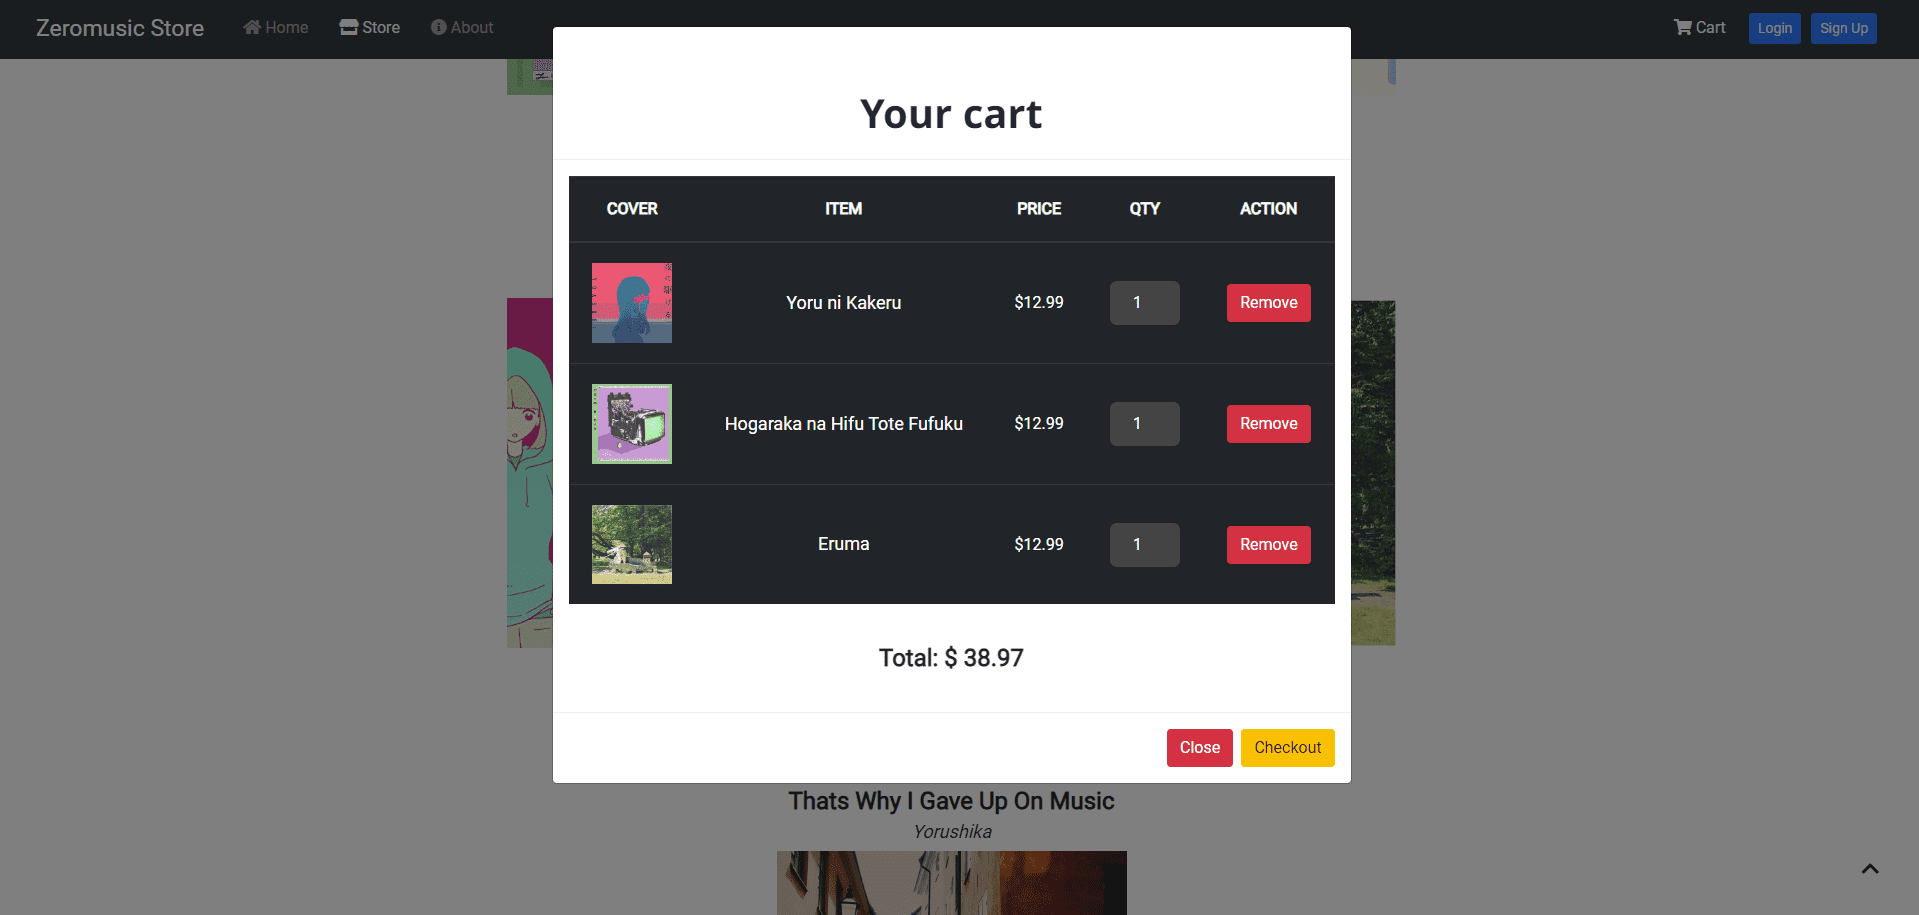 Zeromusic Store Home Store About Cart Login Sign Up
Your cart
COVER ITEM PRICE QTY ACTION
Yoru ni Kakeru $12.99 1 Remove
Hogaraka na Hifu Tote Fufuku $12.99 1 Remove
Eruma $12.99 1 Remove
Total: $ 38.97
Close Checkout
Thats Why I Gave Up On Music
Yorushika